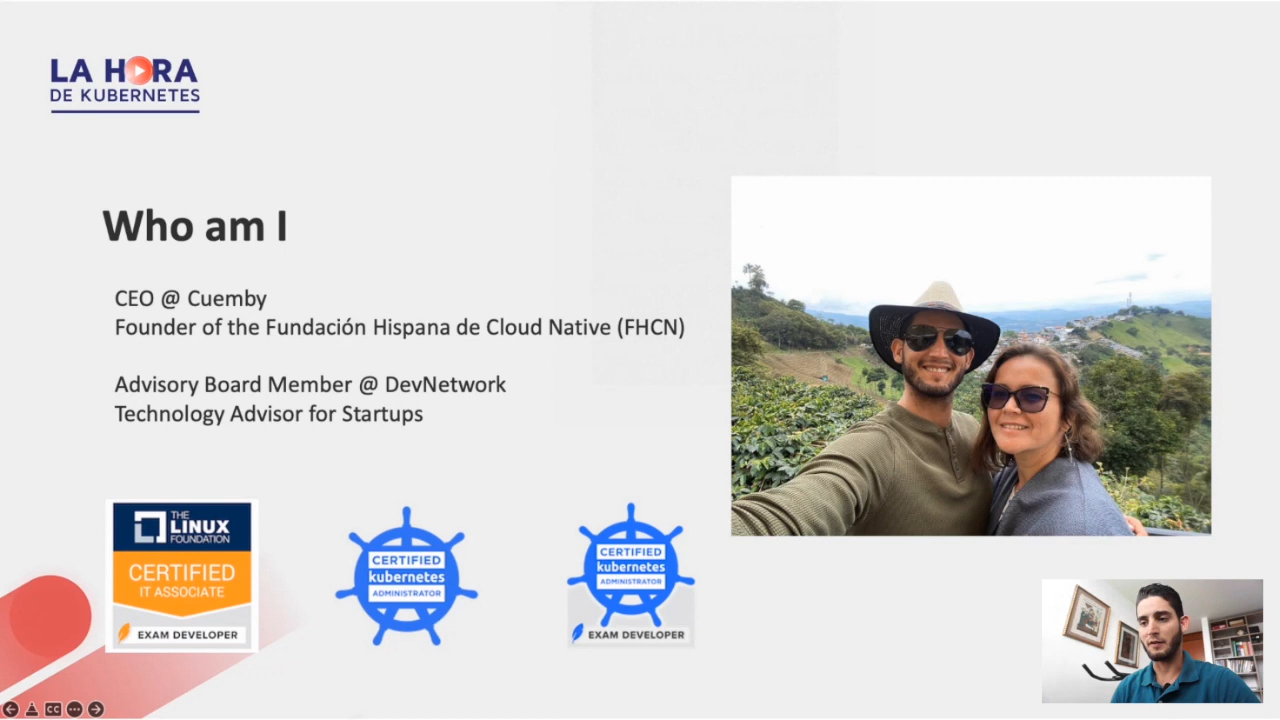 LA HORA
DE KUBERNETES
Who am I
CEO @ Cuemby
Founder of the Fundación Hispana de Cloud Native (FHCN)
Advisory Board Member @ DevNetwork
Technology Advisor for Startups
THE
LINUX
FOUNDATION
CERTIFIED
IT ASSOCIATE
EXAM DEVELOPER
CERTIFIED
kubernetes
ADMINISTRATOR
CERTIFIED
kubernetes
ADMINISTRATOR
EXAM DEVELOPER
CC